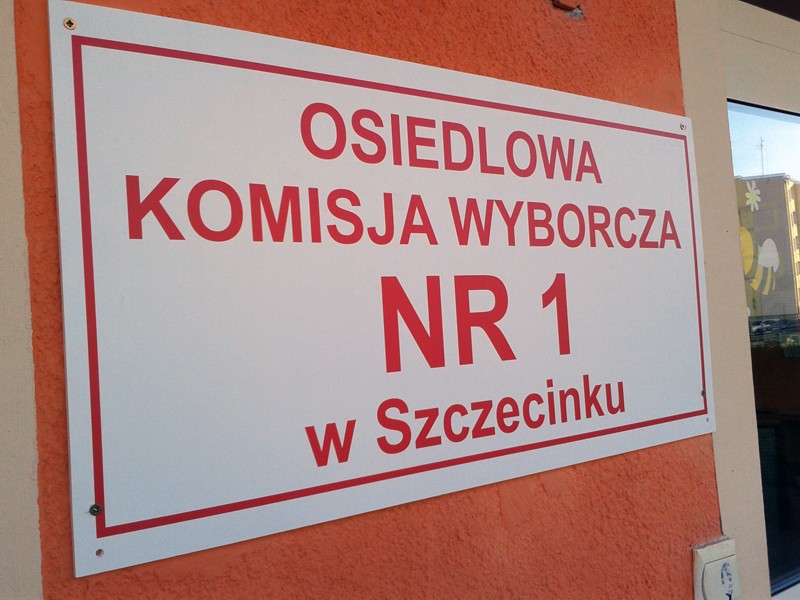 OSIEDLOWA
KOMISJA WYBORCZA
NR 1
w Szczecinku